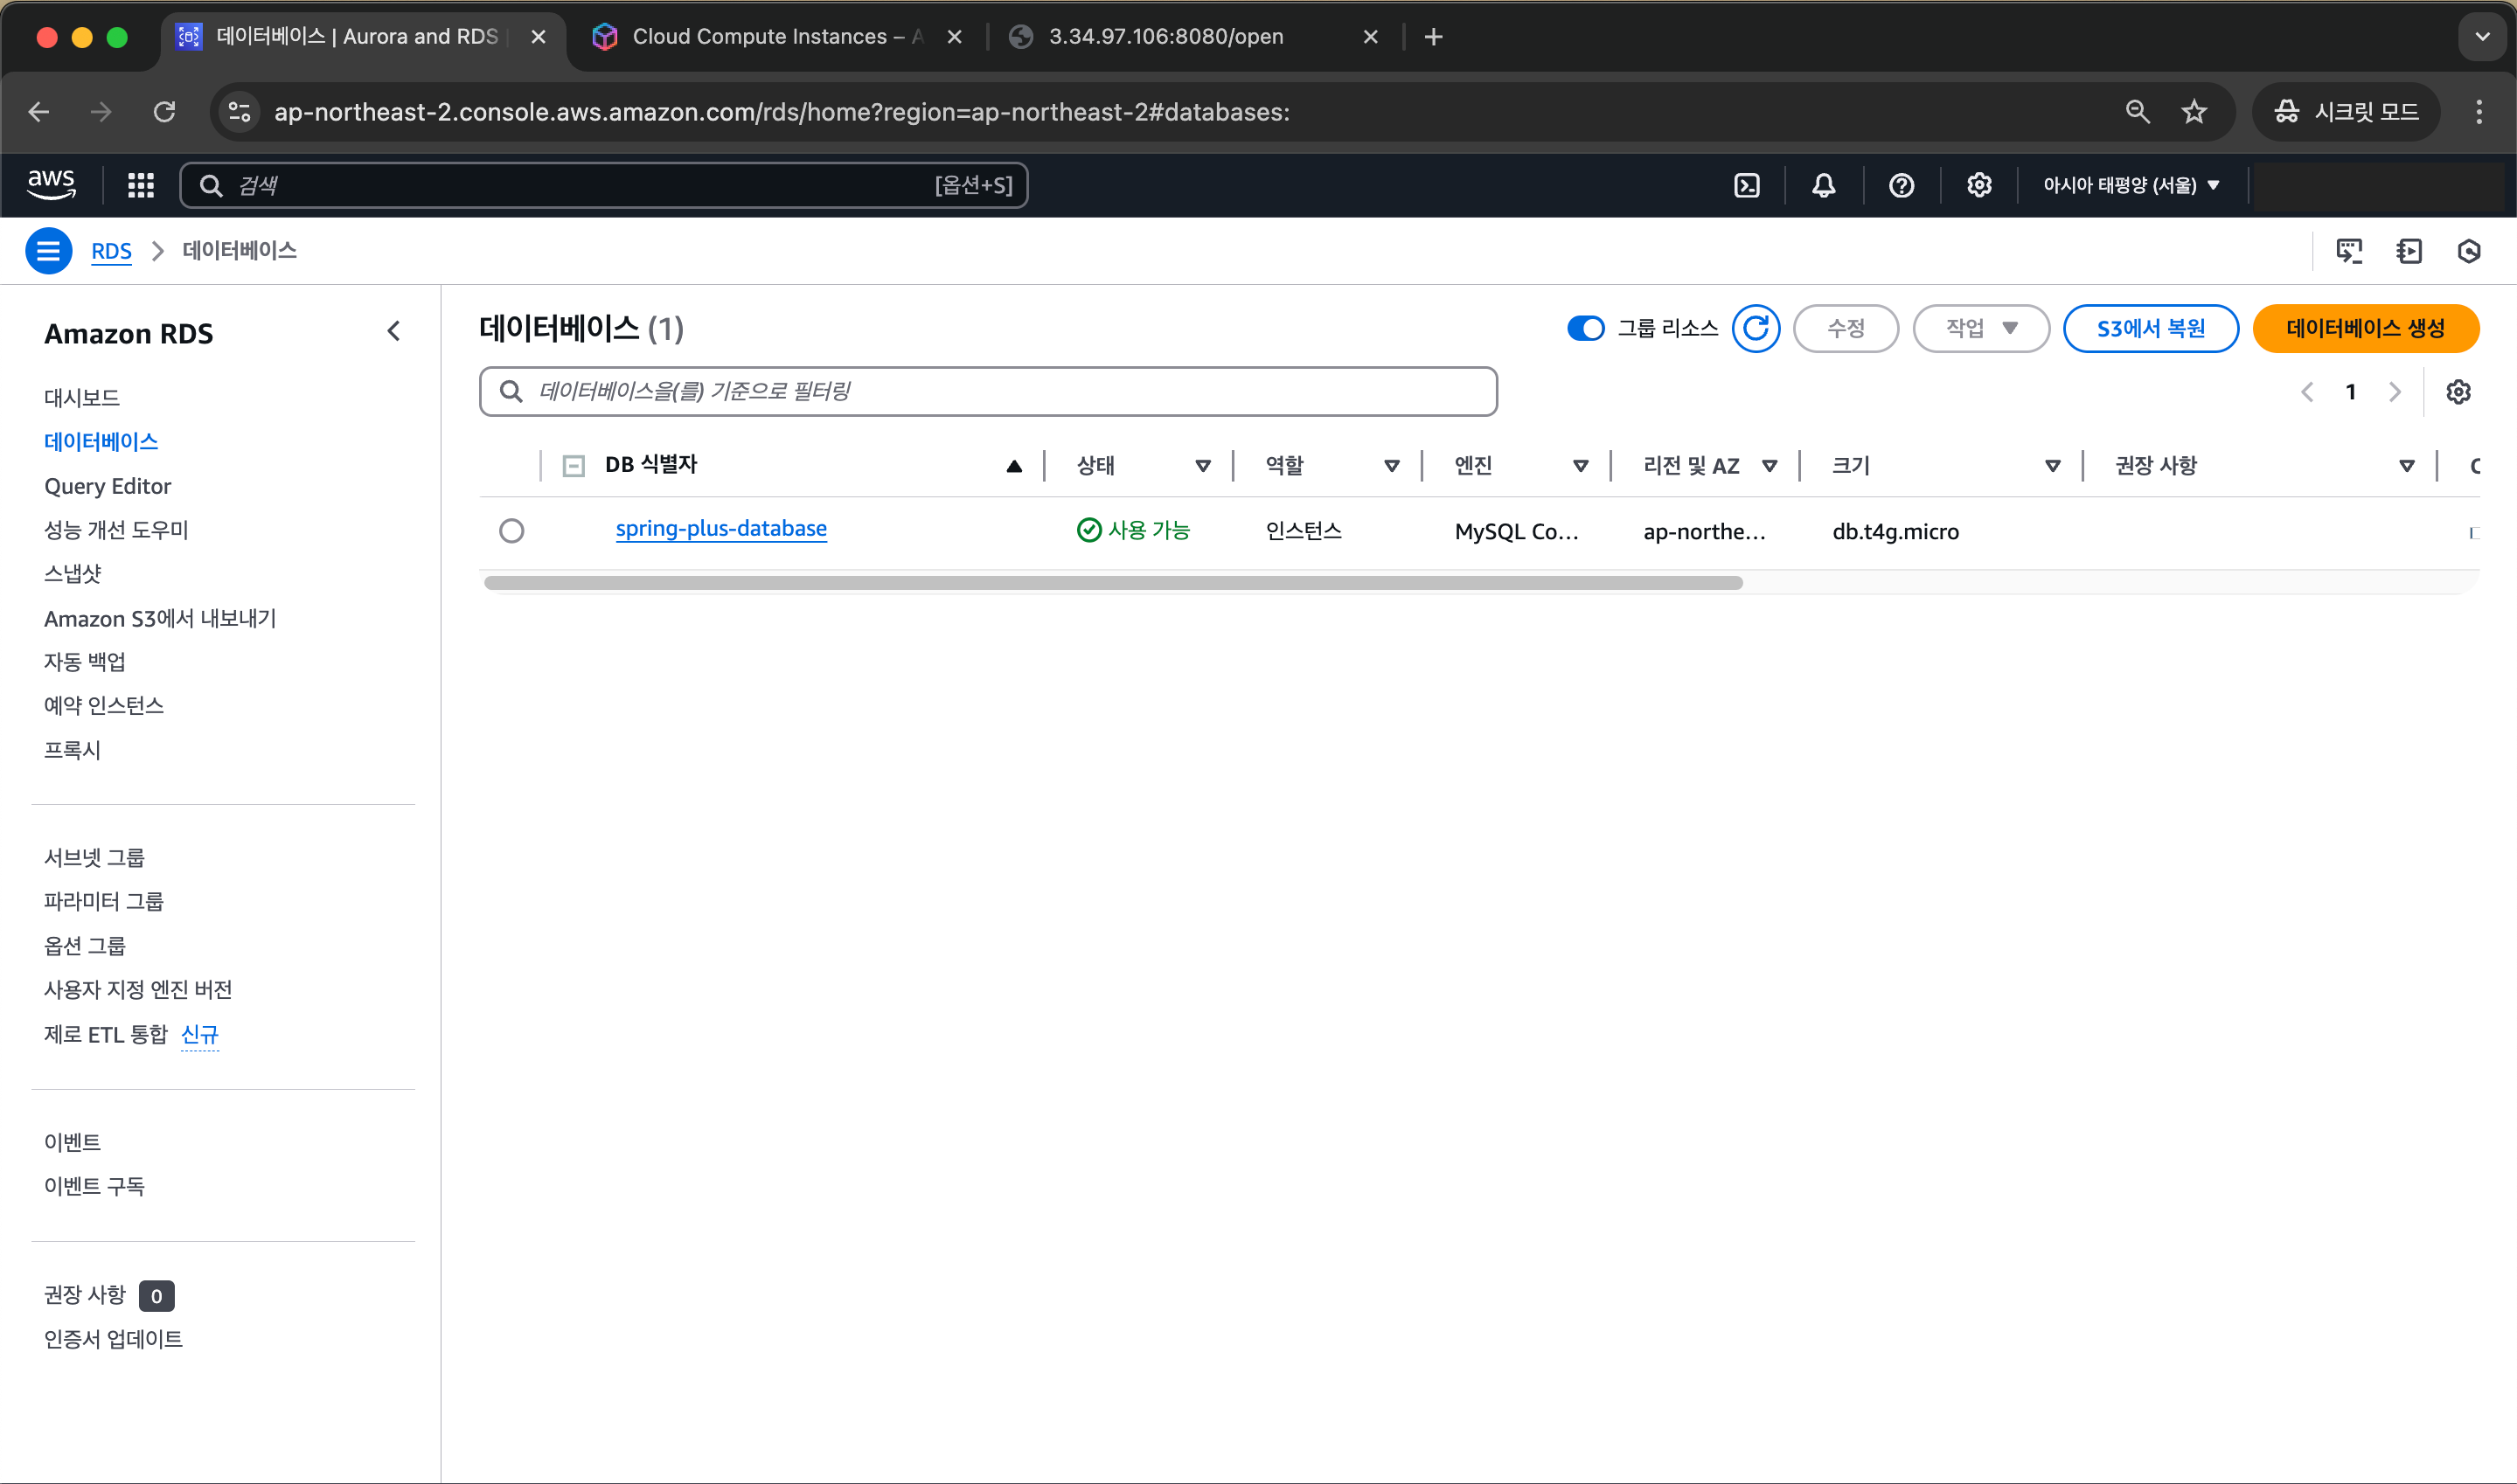 데이터베이스 | Aurora and RDS
Cloud Compute Instances – A
3.34.97.106:8080/open
ap-northeast-2.console.aws.amazon.com/rds/home?region=ap-northeast-2#databases:
시크릿 모드
aws
검색
[옵션+S]
아시아 태평양 (서울)
RDS
데이터베이스
Amazon RDS
대시보드
데이터베이스
Query Editor
성능 개선 도우미
스냅샷
Amazon S3에서 내보내기
자동 백업
예약 인스턴스
프록시
서브넷 그룹
파라미터 그룹
옵션 그룹
사용자 지정 엔진 버전
제로 ETL 통합 신규
이벤트
이벤트 구독
권장 사항 0
인증서 업데이트
데이터베이스 (1)
그룹 리소스
수정
작업
S3에서 복원
데이터베이스 생성
데이터베이스을(를) 기준으로 필터링
1
DB 식별자 상태 역할 엔진 리전 및 AZ 크기 권장 사항
spring-plus-database 사용 가능 인스턴스 MySQL Co... ap-northe... db.t4g.micro